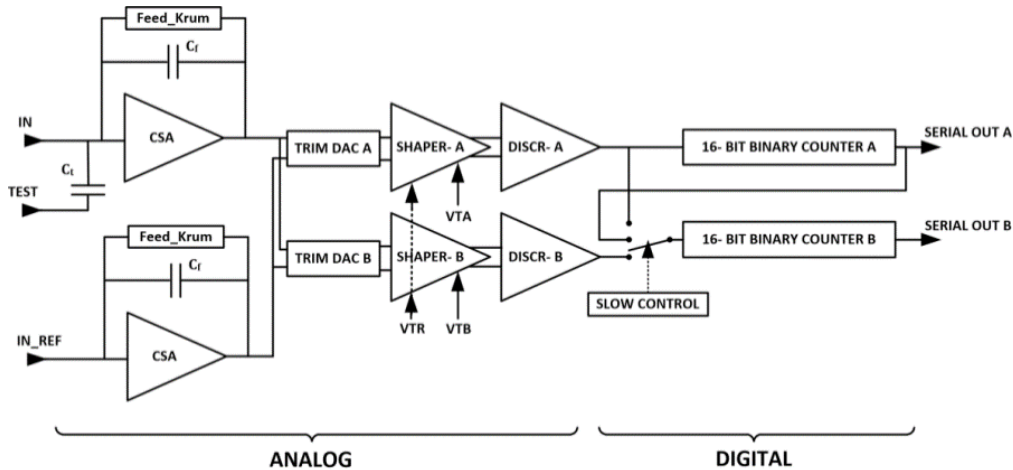 Feed_Krum
Cf
IN
CSA
Ct
TEST
TRIM DAC A
SHAPER- A
DISCR- A
16- BIT BINARY COUNTER A
SERIAL OUT A
VTA
Feed_Krum
Cf
TRIM DAC B
SHAPER- B
DISCR- B
16- BIT BINARY COUNTER B
SERIAL OUT B
SLOW CONTROL
VTR
VTB
IN_REF
CSA
ANALOG
DIGITAL